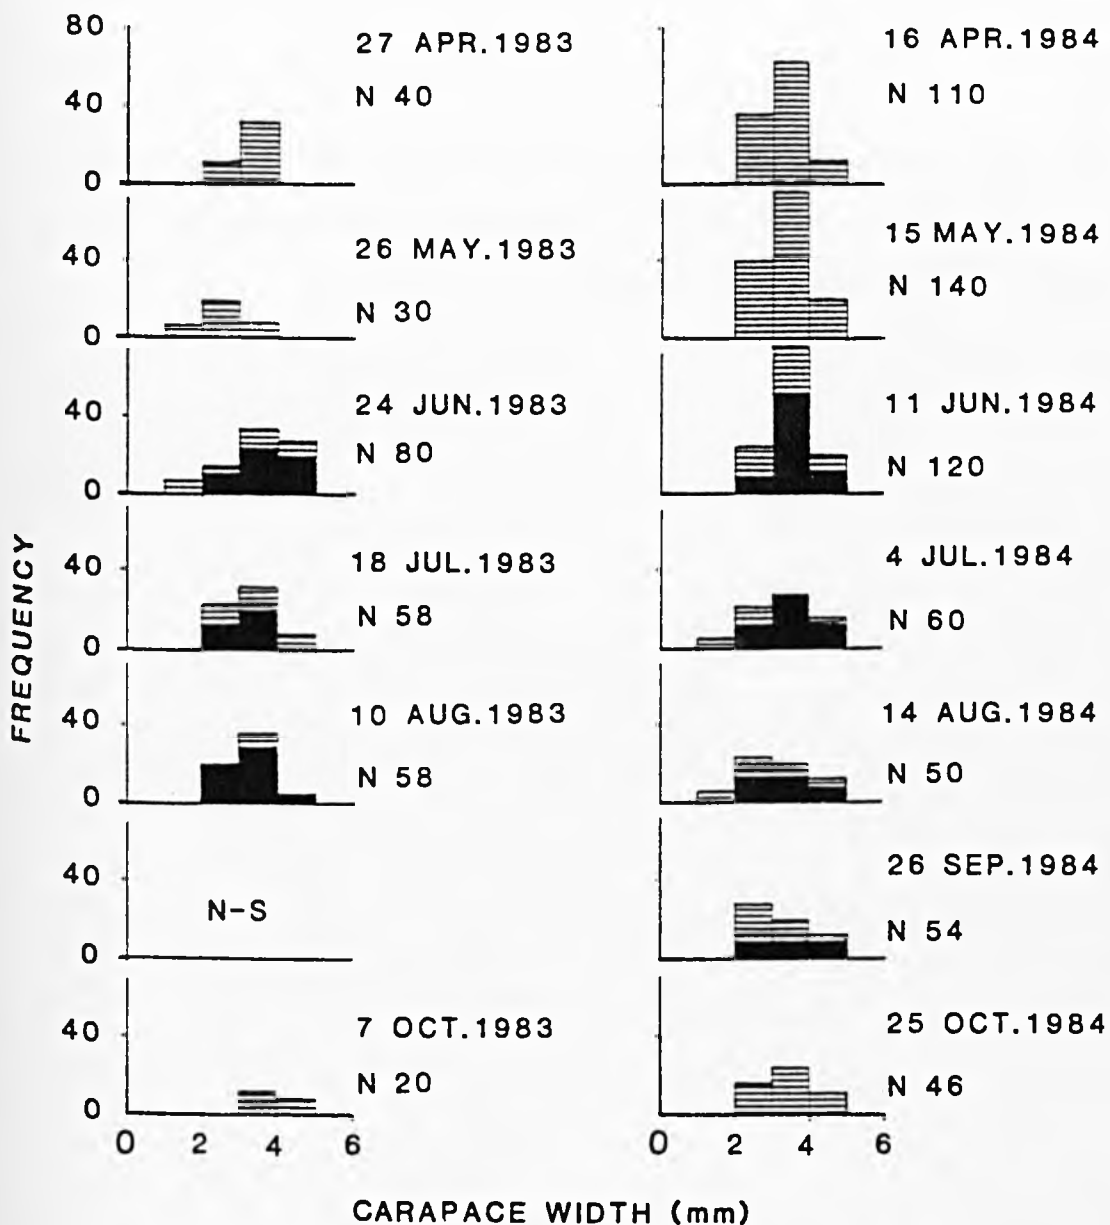 80
40
0
27 APR.1983
N 40
16 APR.1984
N 110
40
0
26 MAY.1983
N 30
15 MAY.1984
N 140
40
0
24 JUN.1983
N 80
11 JUN.1984
N 120
FREQUENCY
40
0
18 JUL.1983
N 58
4 JUL.1984
N 60
40
0
10 AUG.1983
N 58
14 AUG.1984
N 50
40
0
N-S
26 SEP.1984
N 54
40
0
7 OCT.1983
N 20
25 OCT.1984
N 46
0 2 4 6
0 2 4 6
CARAPACE WIDTH (mm)